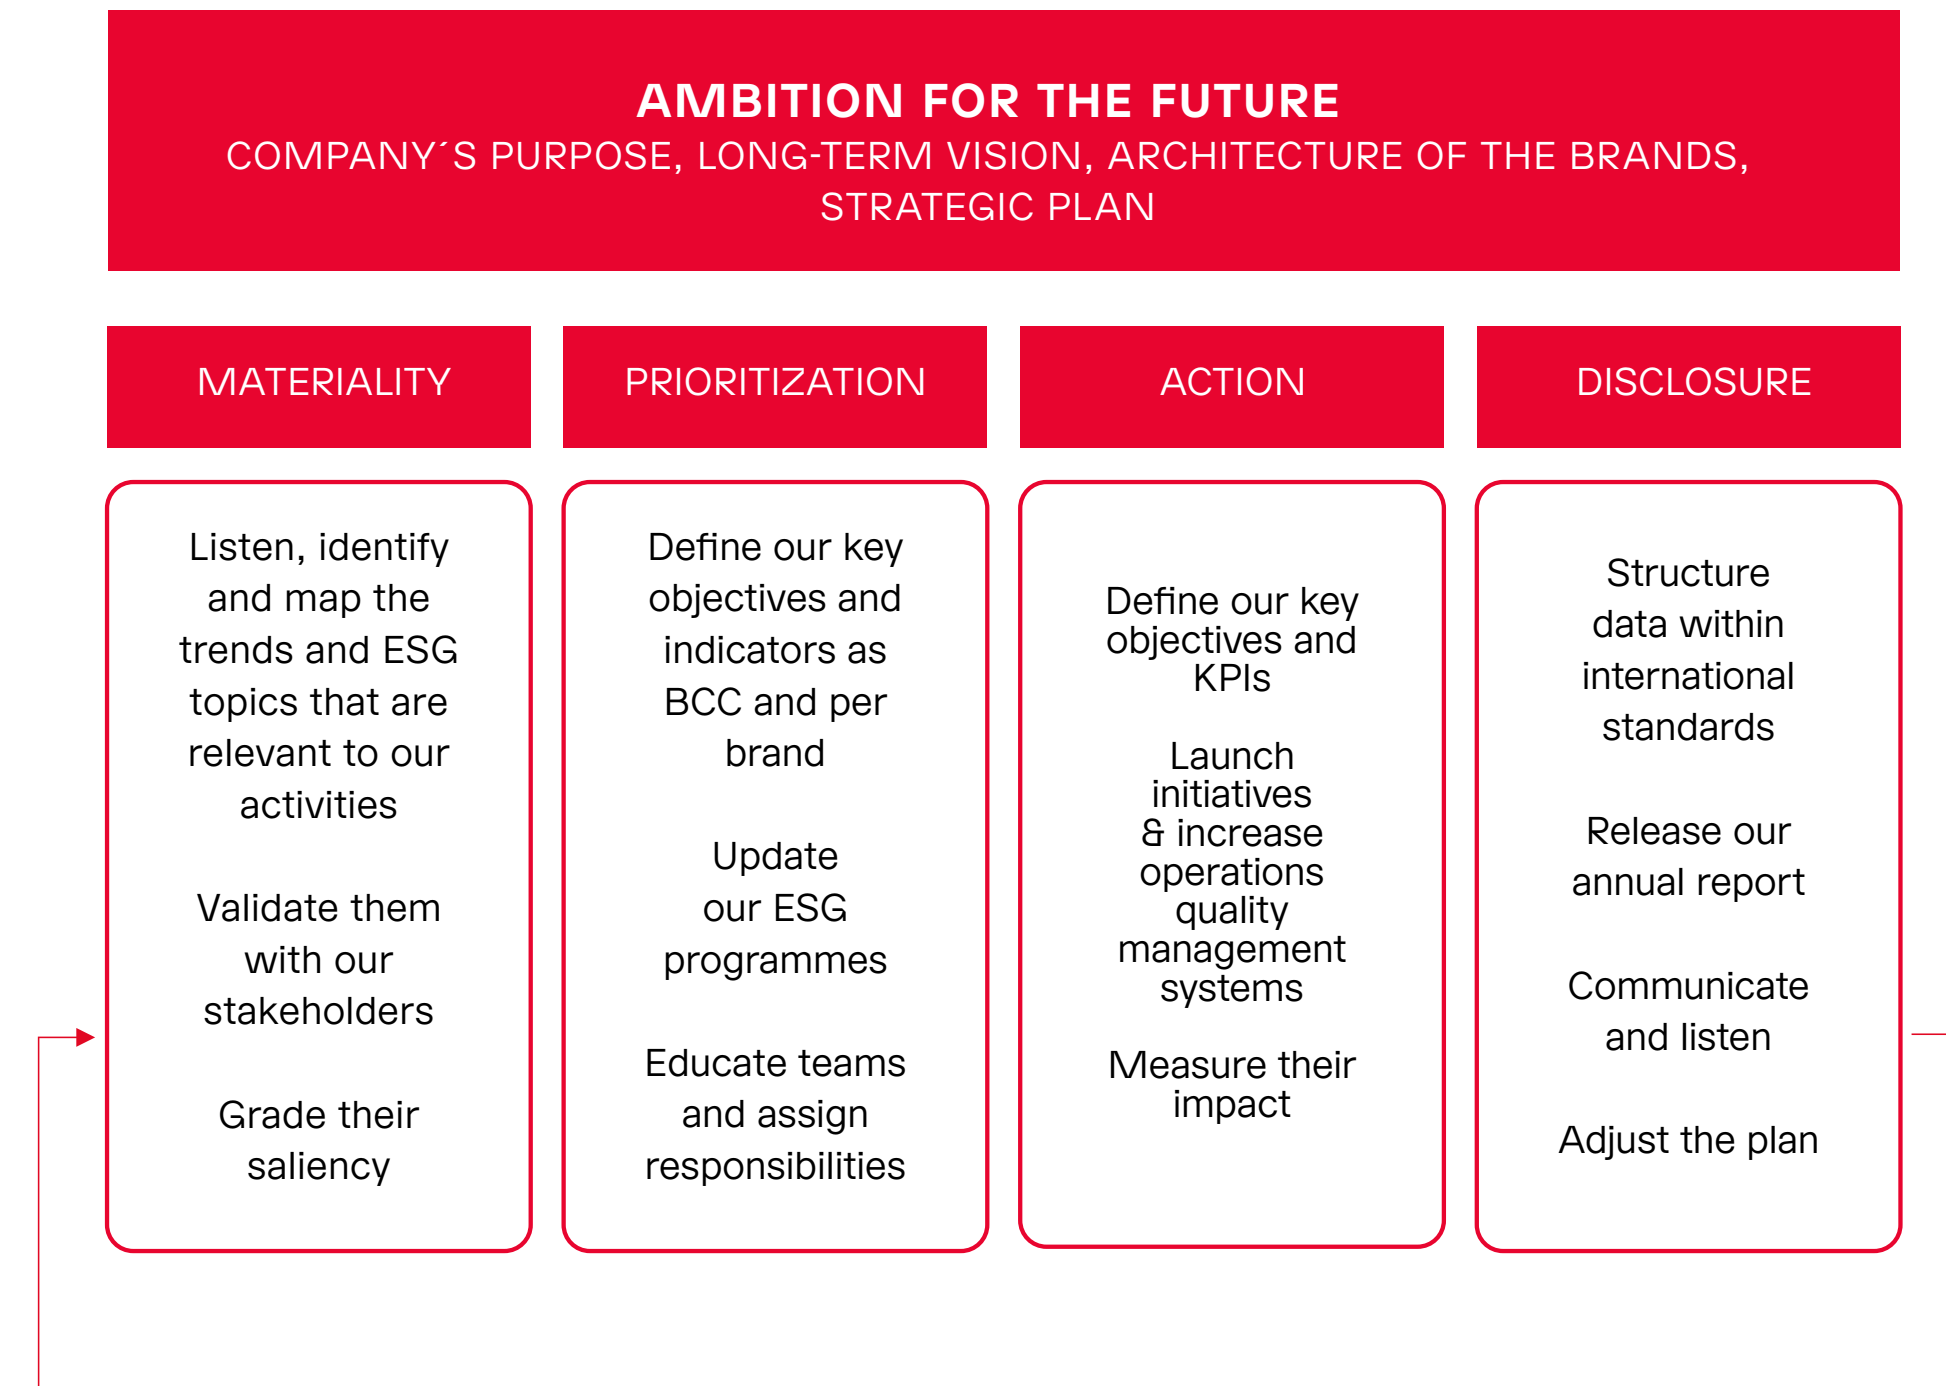 AMBITION FOR THE FUTURE
COMPANY´S PURPOSE, LONG-TERM VISION, ARCHITECTURE OF THE BRANDS,
STRATEGIC PLAN
MATERIALITY
Listen, identify
and map the
trends and ESG
topics that are
relevant to our
activities
Validate them
with our
stakeholders
Grade their
saliency
PRIORITIZATION
Define our key
objectives and
indicators as
BCC and per
brand
Update
our ESG
programmes
Educate teams
and assign
responsibilities
ACTION
Define our key
objectives and
KPIs
Launch
initiatives
& increase
operations
quality
management
systems
Measure their
impact
DISCLOSURE
Structure
data within
international
standards
Release our
annual report
Communicate
and listen
Adjust the plan